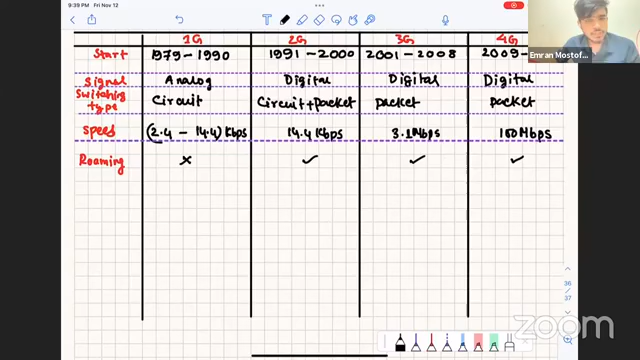 9:39 PM Fri Nov 12
1G 2G 3G 4G
Start 1979-1990 1991-2000 2001-2008 2009-
Signal Analog Digital Digital Digital
Switching
type Circuit Circuit+Packet Packet Packet
Speed (2.4 - 14.4) Kbps 14.4 Kbps 3.1 Mbps 100 Mbps
Roaming × ✓ ✓ ✓
Emran Mostof...
36
/
37
zoom